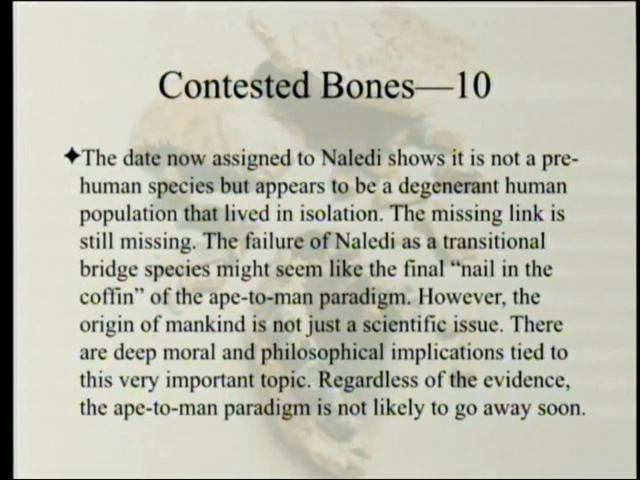 Contested Bones—10
✦The date now assigned to Naledi shows it is not a pre-
human species but appears to be a degenerant human
population that lived in isolation. The missing link is
still missing. The failure of Naledi as a transitional
bridge species might seem like the final “nail in the
coffin” of the ape-to-man paradigm. However, the
origin of mankind is not just a scientific issue. There
are deep moral and philosophical implications tied to
this very important topic. Regardless of the evidence,
the ape-to-man paradigm is not likely to go away soon.